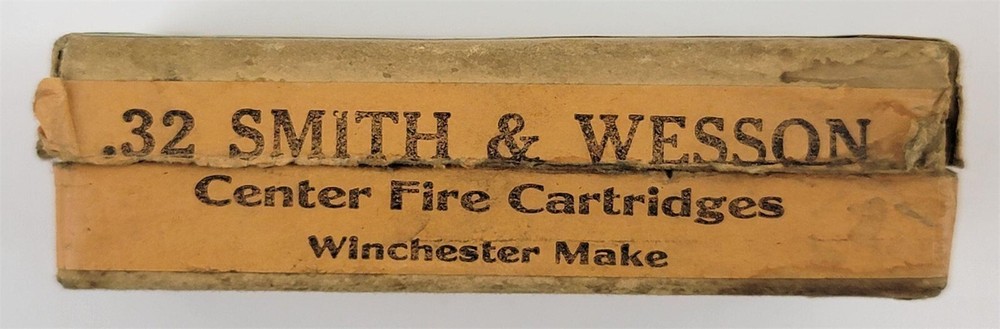 .32 SMITH & WESSON
Center Fire Cartridges
Winchester Make